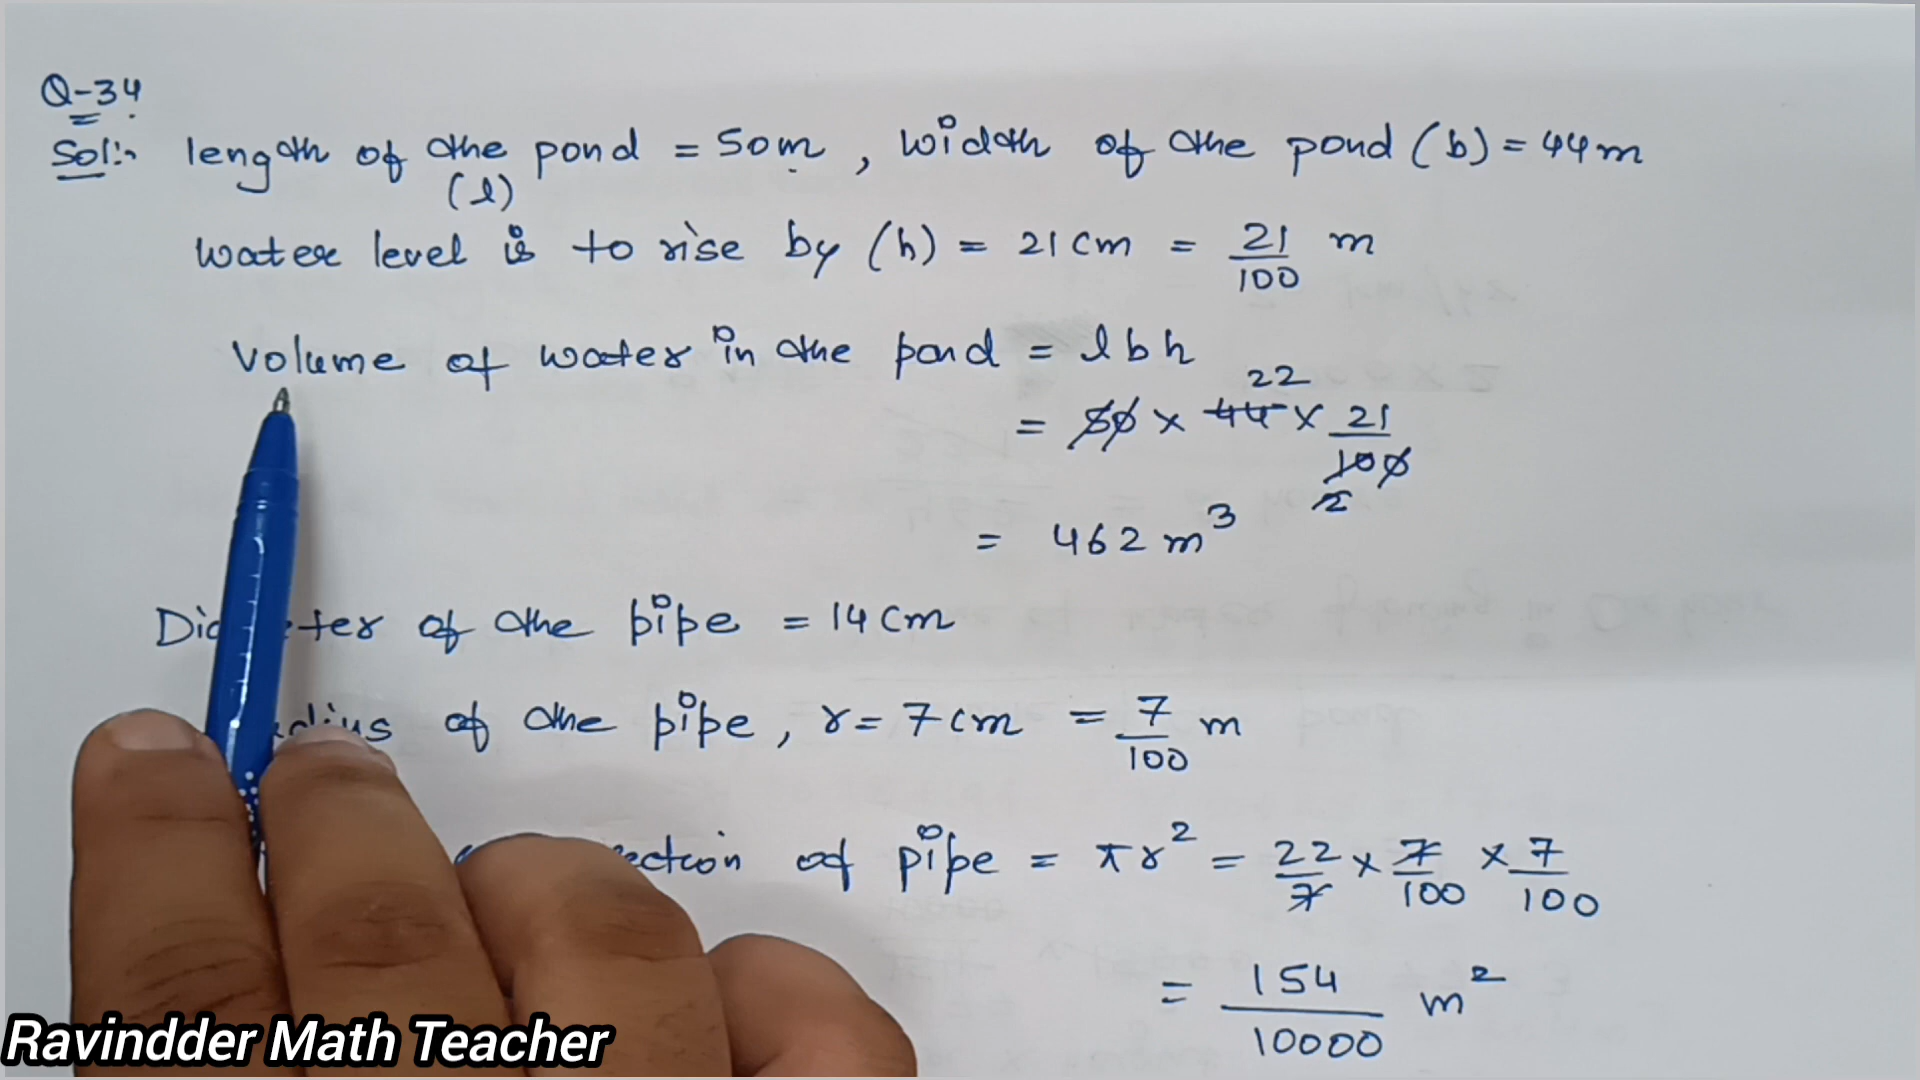 Q-34
Sol:- length of the pond = 50m, width of the pond (b) = 44m
(l)
water level is to rise by (h) = 21 cm = 21/100 m
Volume of water in the pond = l b h
= 50 × 44 × 21/100
22
2
= 462 m³
of the pipe = 14 cm
of the pipe, r = 7 cm = 7/100 m
of pipe = πr² = 22/7 × 7/100 × 7/100
= 154/10000 m²
Ravindder Math Teacher